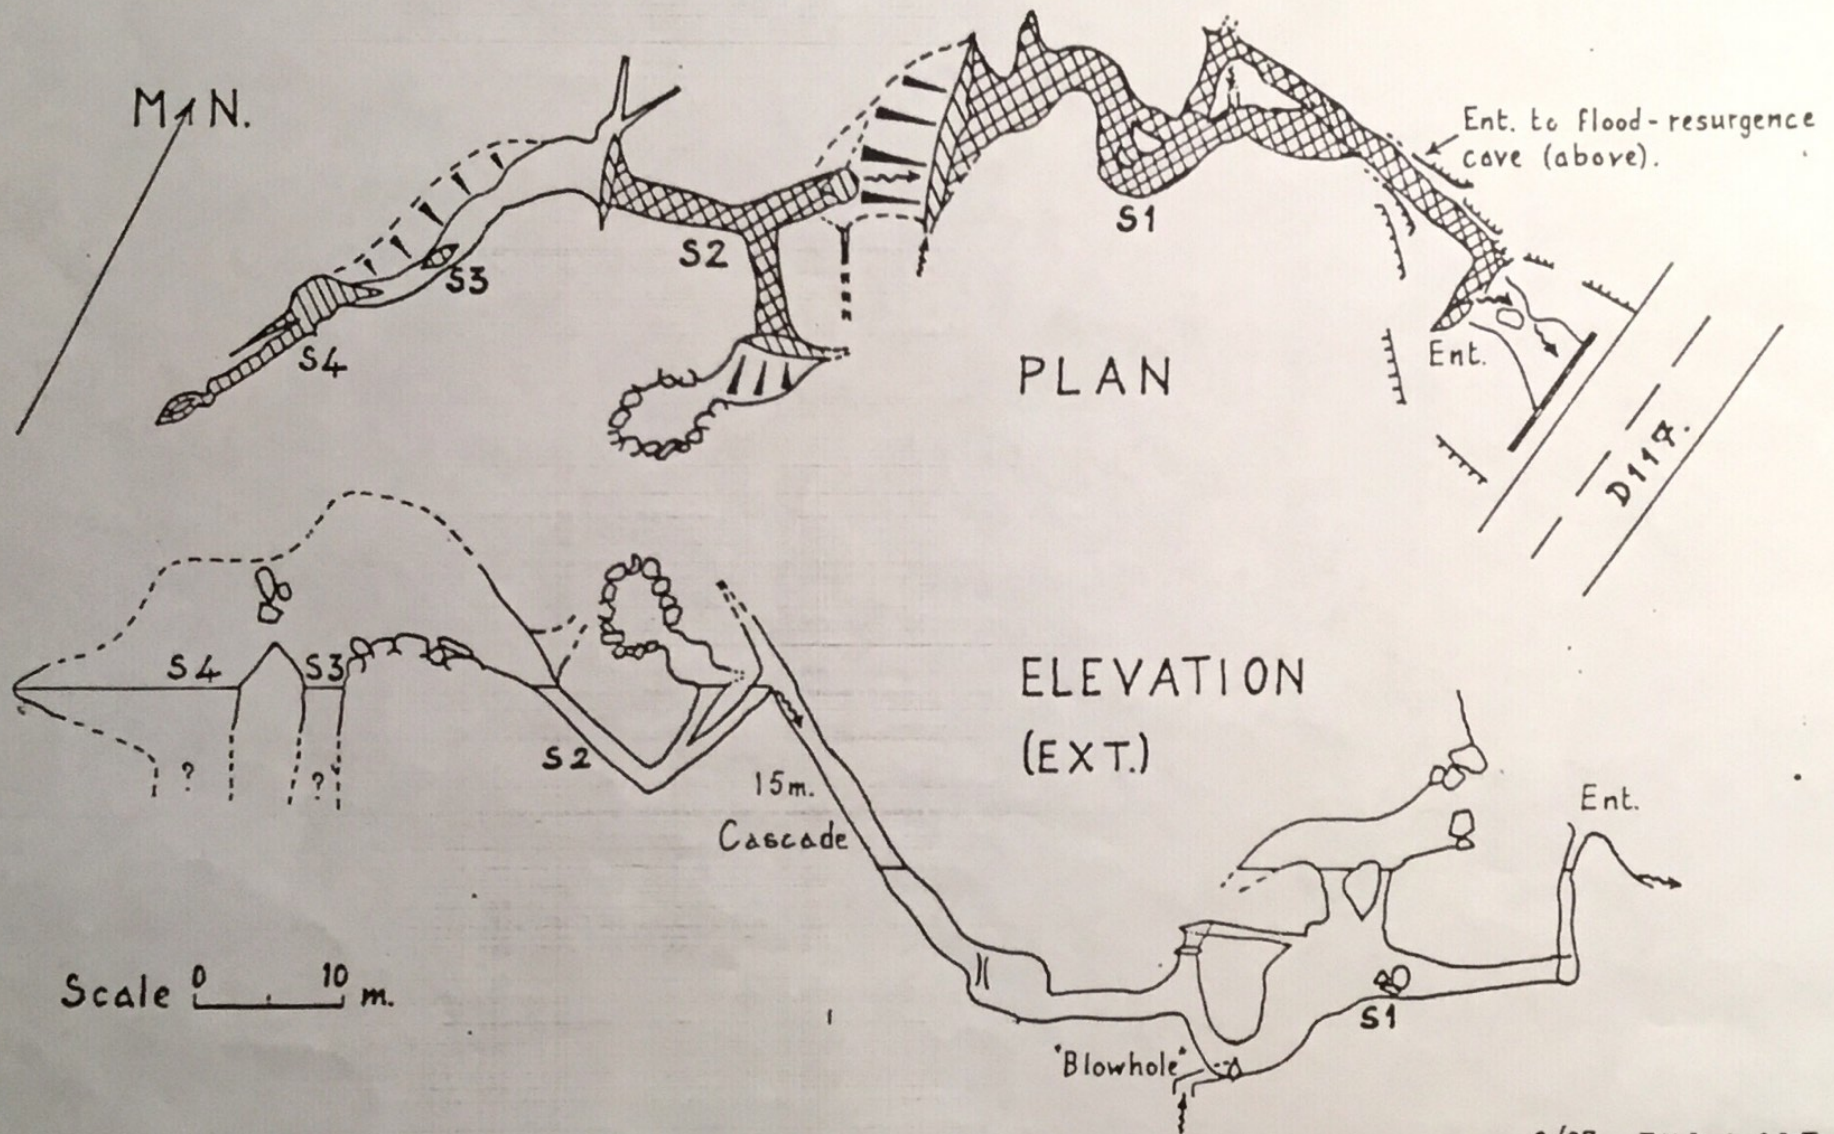 M N.
Ent. to flood-resurgence
cave (above).
S1
S2
S3
S4
Ent.
PLAN
D117.
S4
S3
?
?
S2
15m.
Cascade
ELEVATION
(EXT.)
Ent.
Scale 0 10 m.
S1
"Blowhole"